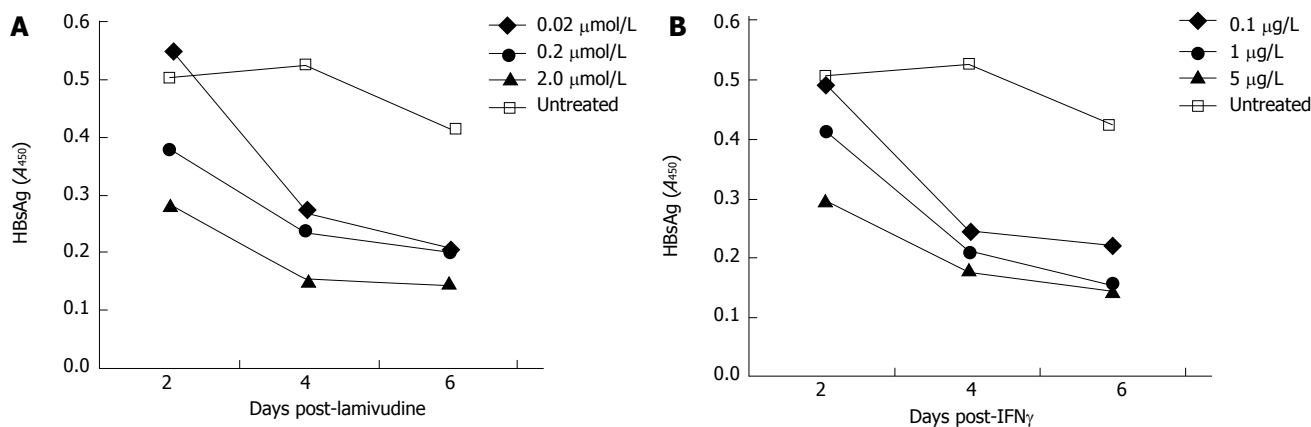 A
0.02 μmol/L
0.2 μmol/L
2.0 μmol/L
Untreated
HBsAg (A450)
0.6
0.5
0.4
0.3
0.2
0.1
0.0
2 4 6
Days post-lamivudine
B
0.1 μg/L
1 μg/L
5 μg/L
Untreated
HBsAg (A450)
0.6
0.5
0.4
0.3
0.2
0.1
0.0
2 4 6
Days post-IFNγ